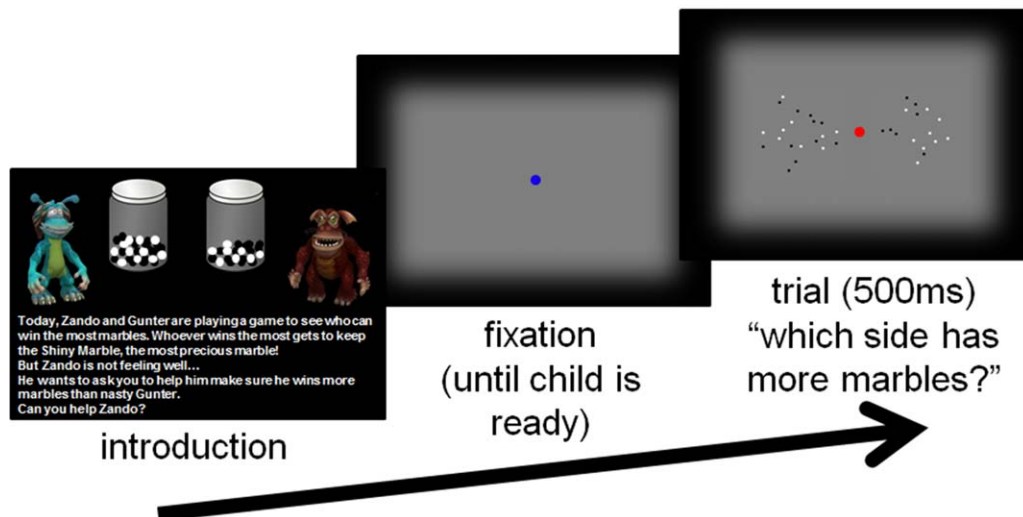 Today, Zando and Gunter are playing a game to see who can
win the most marbles. Whoever wins the most gets to keep
the Shiny Marble, the most precious marble!
But Zando is not feeling well...
He wants to ask you to help him make sure he wins more
marbles than nasty Gunter.
Can you help Zando?
introduction
fixation
(until child is
ready)
trial (500ms)
“which side has
more marbles?”